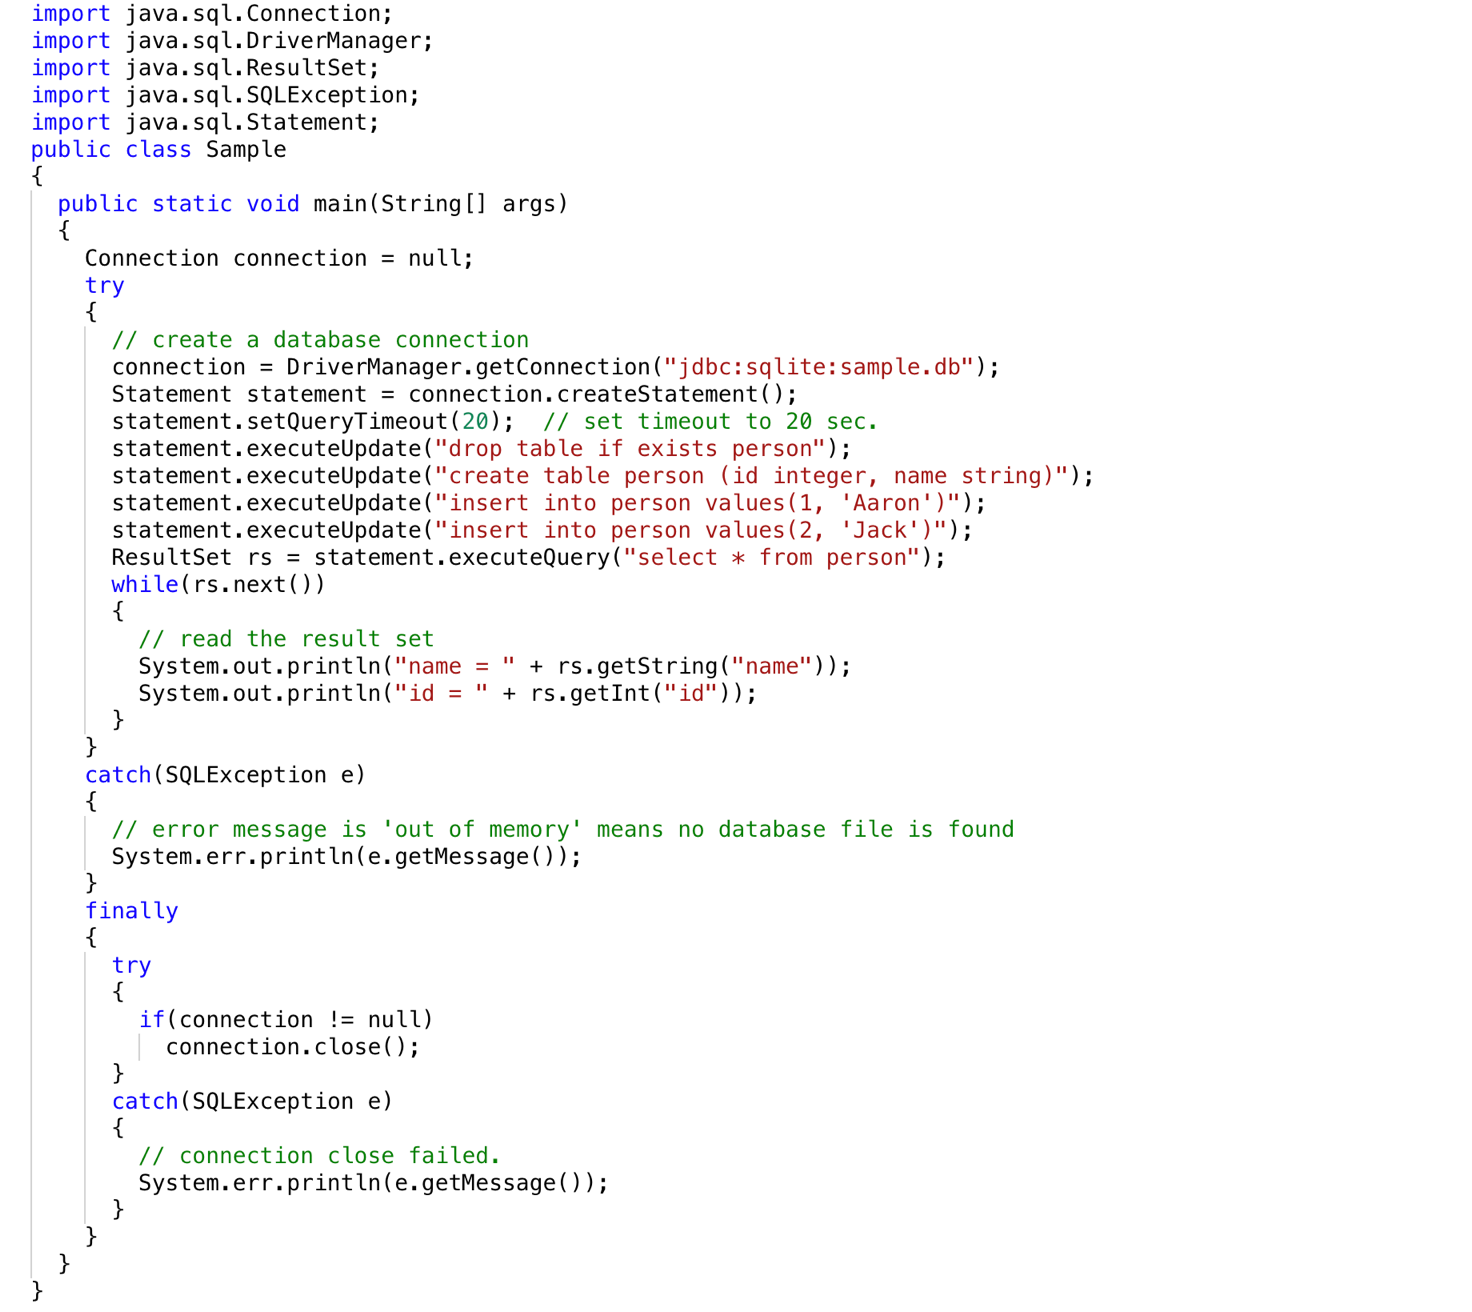 import java.sql.Connection;
import java.sql.DriverManager;
import java.sql.ResultSet;
import java.sql.SQLException;
import java.sql.Statement;
public class Sample
{
  public static void main(String[] args)
  {
    Connection connection = null;
    try
    {
      // create a database connection
      connection = DriverManager.getConnection("jdbc:sqlite:sample.db");
      Statement statement = connection.createStatement();
      statement.setQueryTimeout(20);  // set timeout to 20 sec.
      statement.executeUpdate("drop table if exists person");
      statement.executeUpdate("create table person (id integer, name string)");
      statement.executeUpdate("insert into person values(1, 'Aaron')");
      statement.executeUpdate("insert into person values(2, 'Jack')");
      ResultSet rs = statement.executeQuery("select * from person");
      while(rs.next())
      {
        // read the result set
        System.out.println("name = " + rs.getString("name"));
        System.out.println("id = " + rs.getInt("id"));
      }
    }
    catch(SQLException e)
    {
      // error message is 'out of memory' means no database file is found
      System.err.println(e.getMessage());
    }
    finally
    {
      try
      {
        if(connection != null)
          connection.close();
      }
      catch(SQLException e)
      {
        // connection close failed.
        System.err.println(e.getMessage());
      }
    }
  }
}